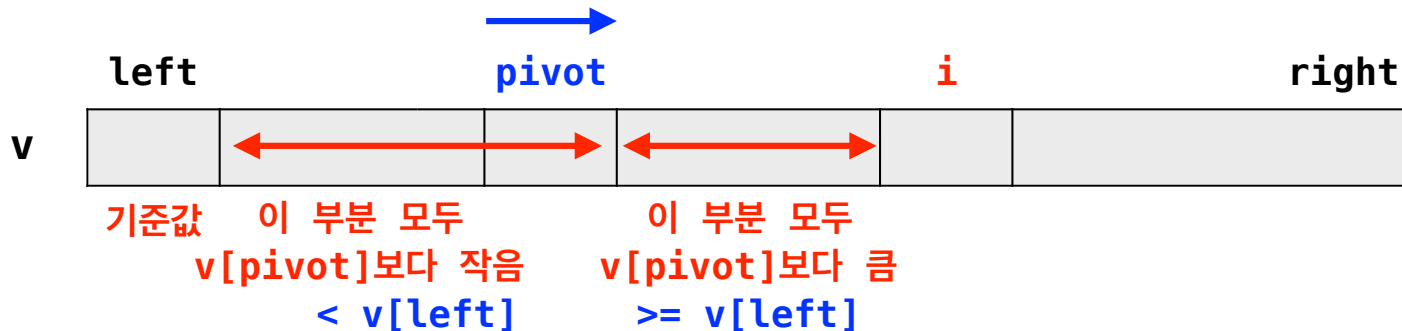 left pivot i right
v
기준값 이 부분 모두 이 부분 모두
v[pivot]보다 작음 v[pivot]보다 큼
< v[left] >= v[left]